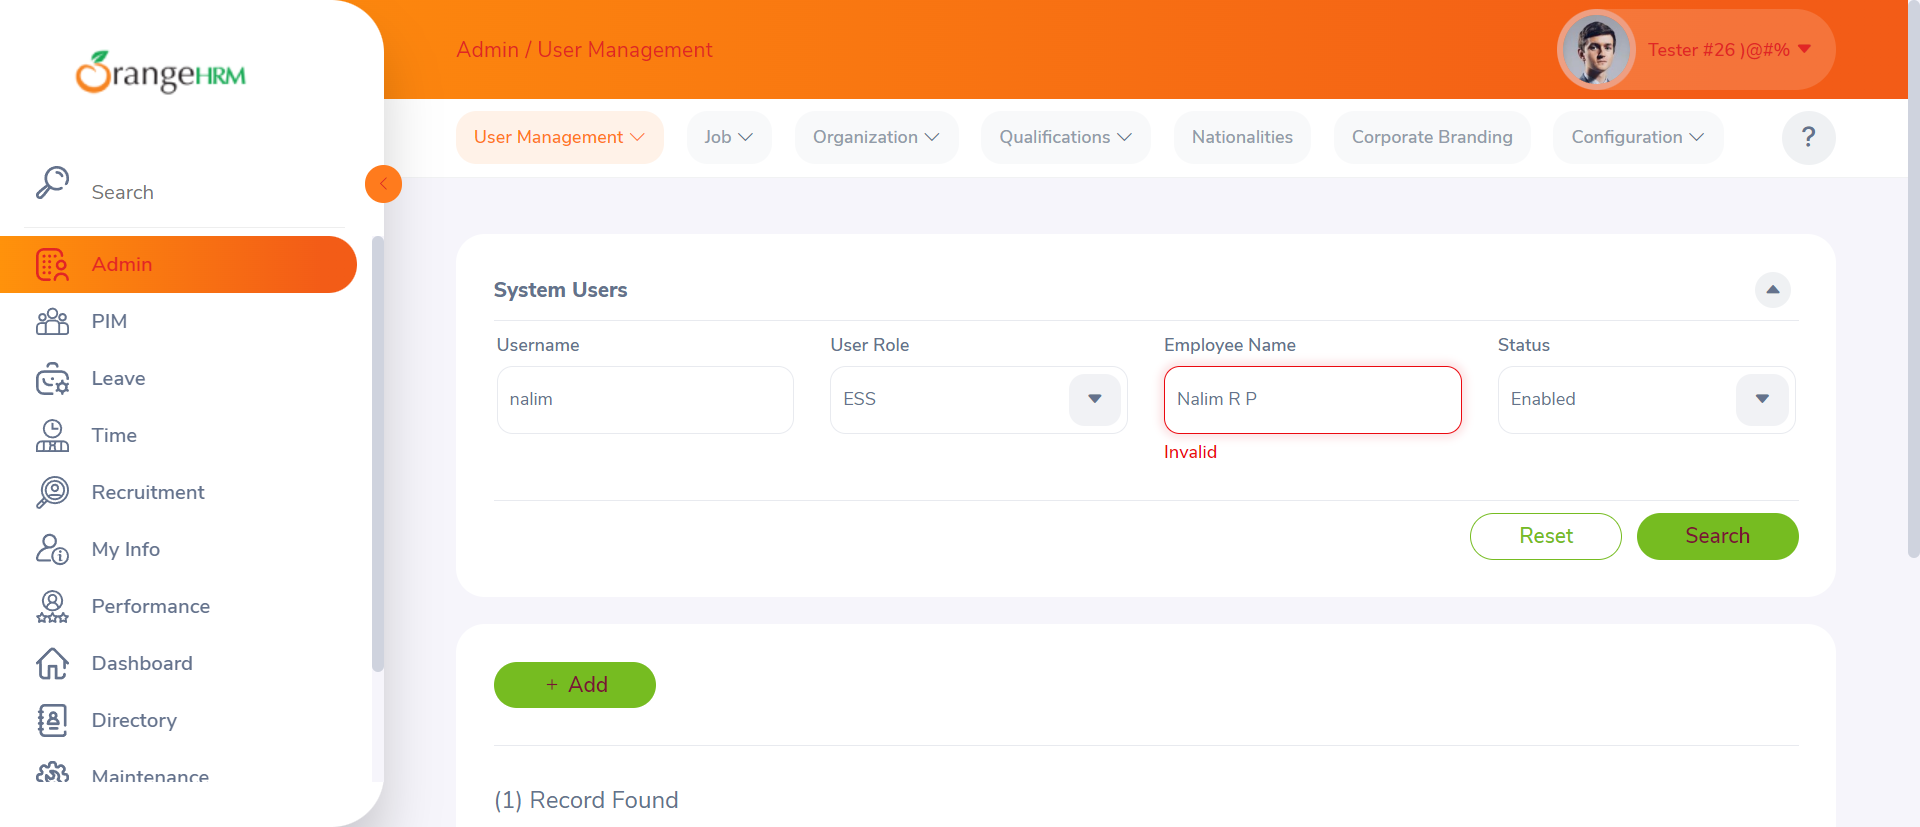 OrangeHRM
Search
Admin
PIM
Leave
Time
Recruitment
My Info
Performance
Dashboard
Directory
Maintenance
Admin / User Management
Tester #26 )@#%
User Management
Job
Organization
Qualifications
Nationalities
Corporate Branding
Configuration
?
System Users
Username
User Role
Employee Name
Status
nalim
ESS
Nalim R P
Enabled
Invalid
Reset
Search
+ Add
(1) Record Found